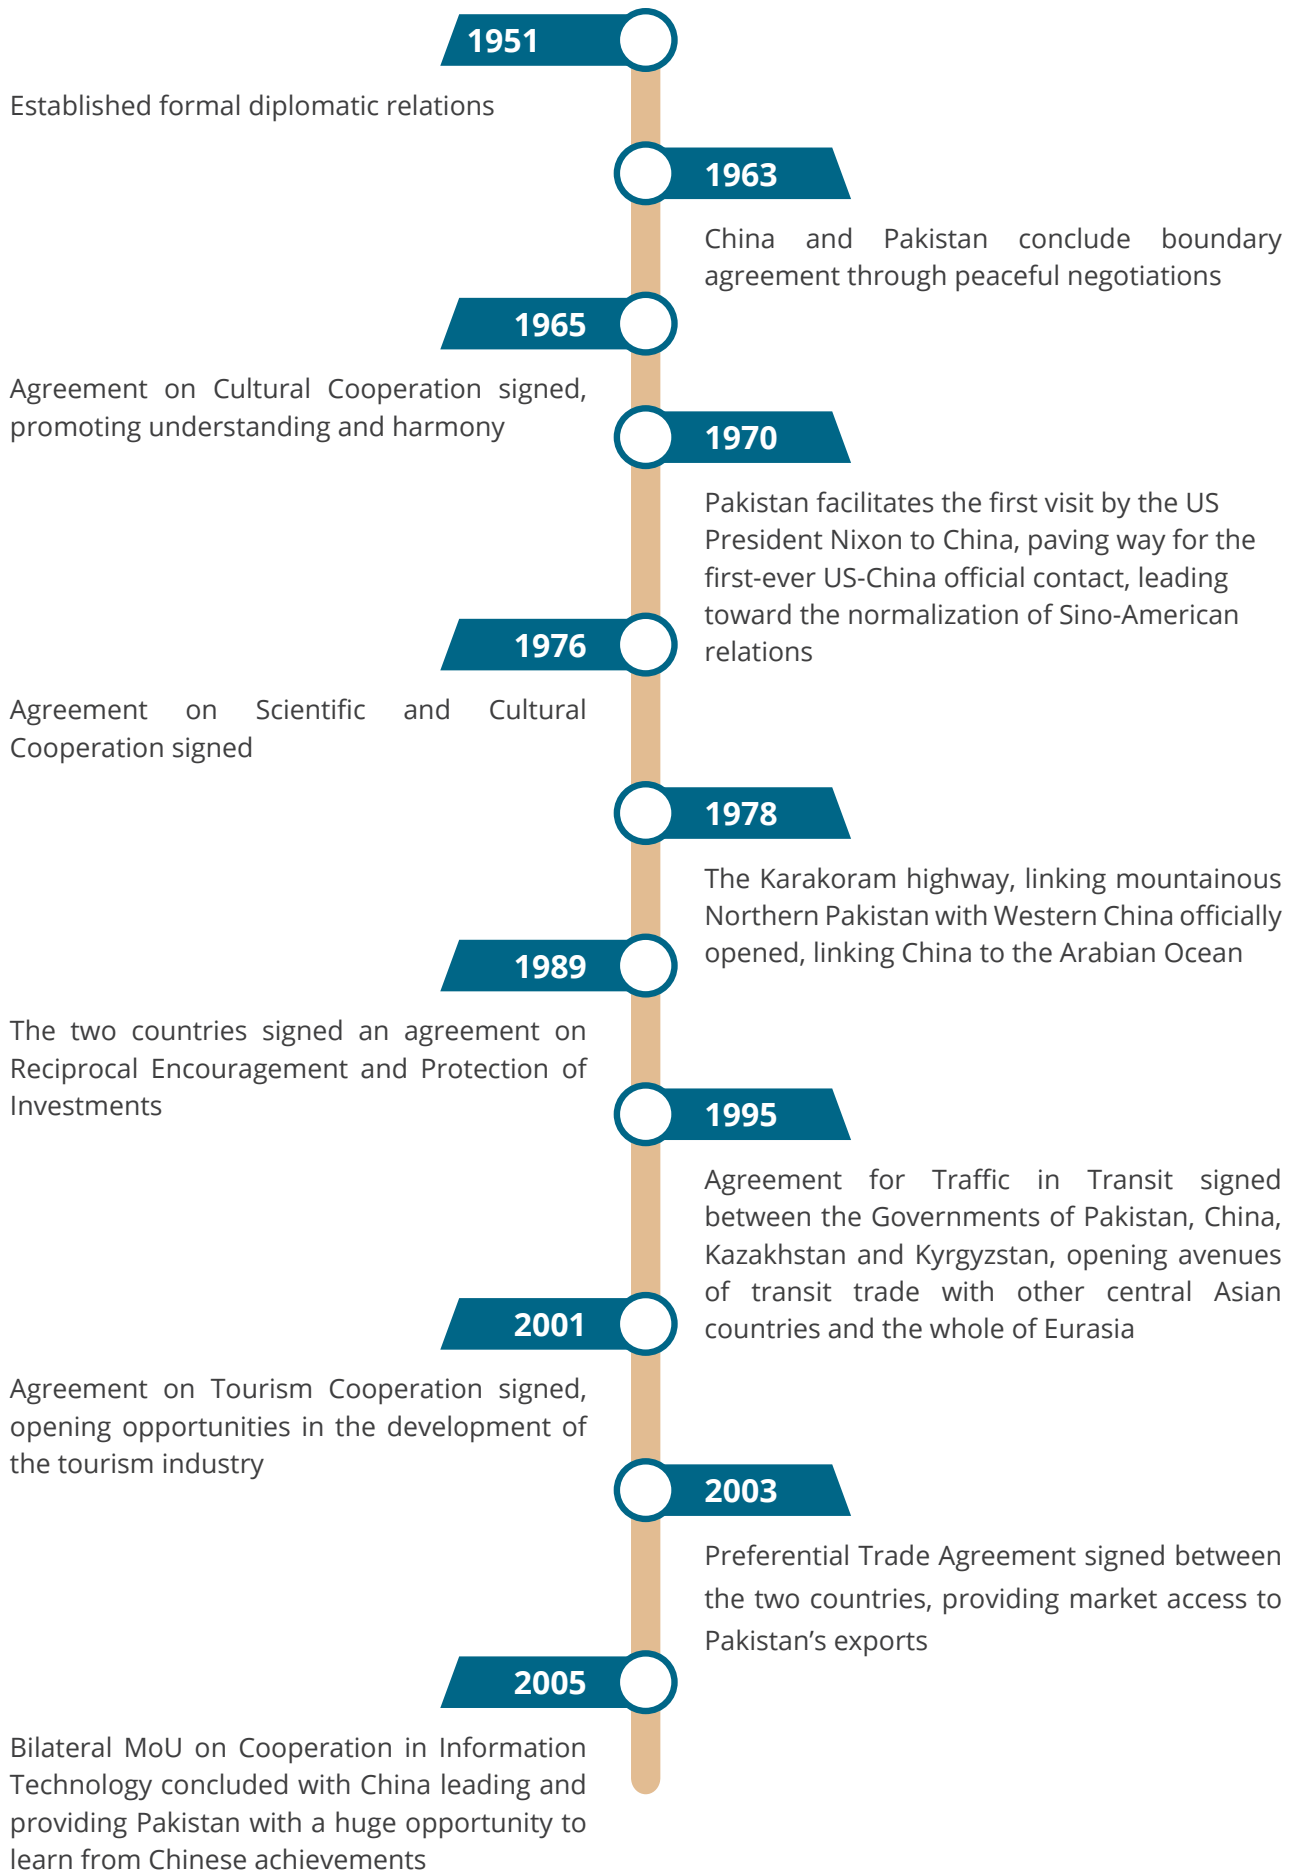 1951
Established formal diplomatic relations
1963
China and Pakistan conclude boundary
agreement through peaceful negotiations
1965
Agreement on Cultural Cooperation signed,
promoting understanding and harmony
1970
Pakistan facilitates the first visit by the US
President Nixon to China, paving way for the
first-ever US-China official contact, leading
toward the normalization of Sino-American
relations
1976
Agreement on Scientific and Cultural
Cooperation signed
1978
The Karakoram highway, linking mountainous
Northern Pakistan with Western China officially
opened, linking China to the Arabian Ocean
1989
The two countries signed an agreement on
Reciprocal Encouragement and Protection of
Investments
1995
Agreement for Traffic in Transit signed
between the Governments of Pakistan, China,
Kazakhstan and Kyrgyzstan, opening avenues
of transit trade with other central Asian
countries and the whole of Eurasia
2001
Agreement on Tourism Cooperation signed,
opening opportunities in the development of
the tourism industry
2003
Preferential Trade Agreement signed between
the two countries, providing market access to
Pakistan’s exports
2005
Bilateral MoU on Cooperation in Information
Technology concluded with China leading and
providing Pakistan with a huge opportunity to
learn from Chinese achievements